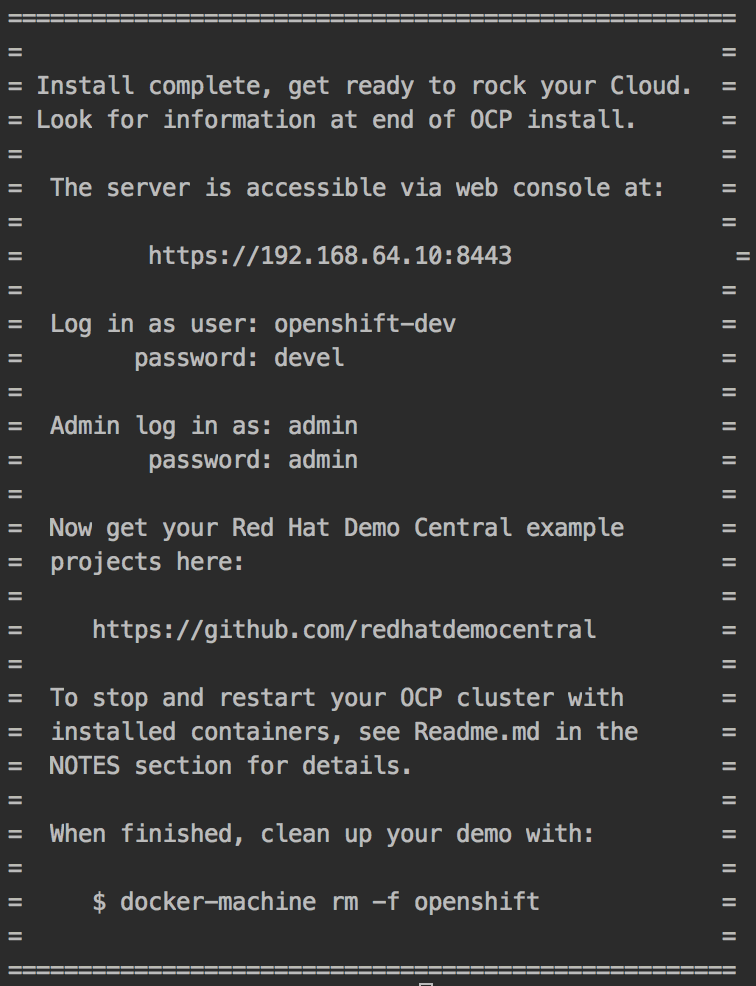 ====================================================
=                                                  =
= Install complete, get ready to rock your Cloud.  =
= Look for information at end of OCP install.      =
=                                                  =
=  The server is accessible via web console at:    =
=                                                  =
=         https://192.168.64.10:8443                =
=                                                  =
=  Log in as user: openshift-dev                   =
=        password: devel                           =
=                                                  =
=  Admin log in as: admin                          =
=         password: admin                          =
=                                                  =
=  Now get your Red Hat Demo Central example       =
=  projects here:                                  =
=                                                  =
=     https://github.com/redhatdemocentral         =
=                                                  =
=  To stop and restart your OCP cluster with       =
=  installed containers, see Readme.md in the      =
=  NOTES section for details.                      =
=                                                  =
=  When finished, clean up your demo with:         =
=                                                  =
=     $ docker-machine rm -f openshift             =
=                                                  =
====================================================